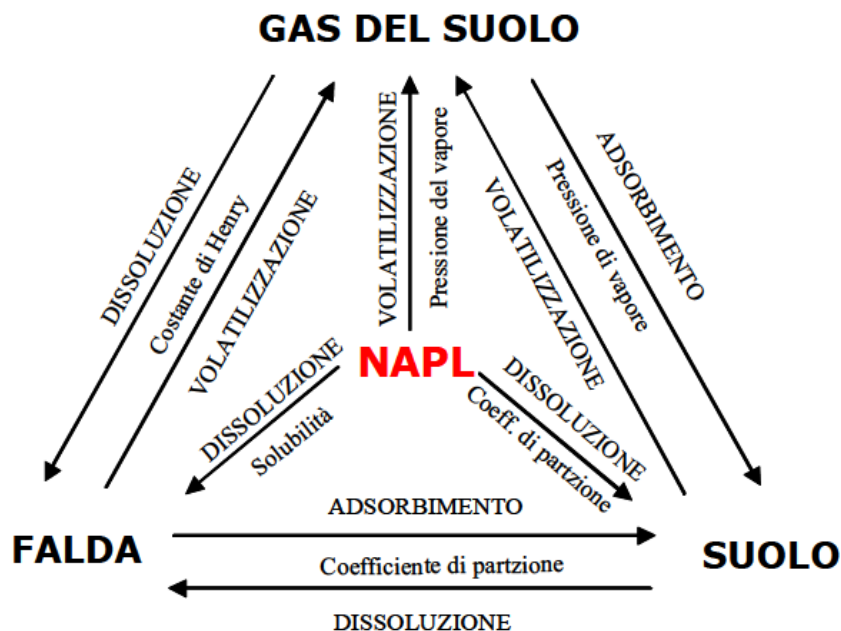 GAS DEL SUOLO
DISSOLUZIONE
Costante di Henry
VOLATILIZZAZIONE
VOLATILIZZAZIONE
Pressione del vapore
VOLATILIZZAZIONE
Pressione di vapore
ADSORBIMENTO
NAPL
DISSOLUZIONE
Solubilità
DISSOLUZIONE
Coeff. di partzione
FALDA
ADSORBIMENTO
Coefficiente di partzione
DISSOLUZIONE
SUOLO